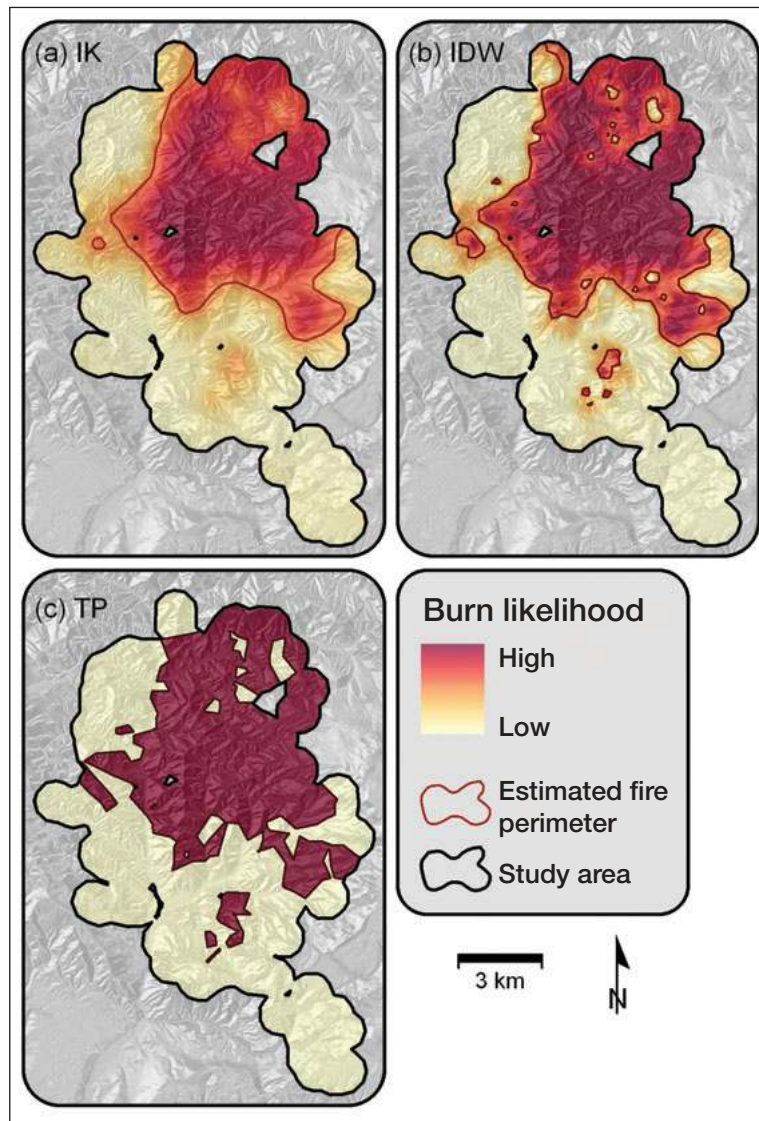 (a) IK
(b) IDW
(c) TP
Burn likelihood
High
Low
Estimated fire
perimeter
Study area
3 km
N